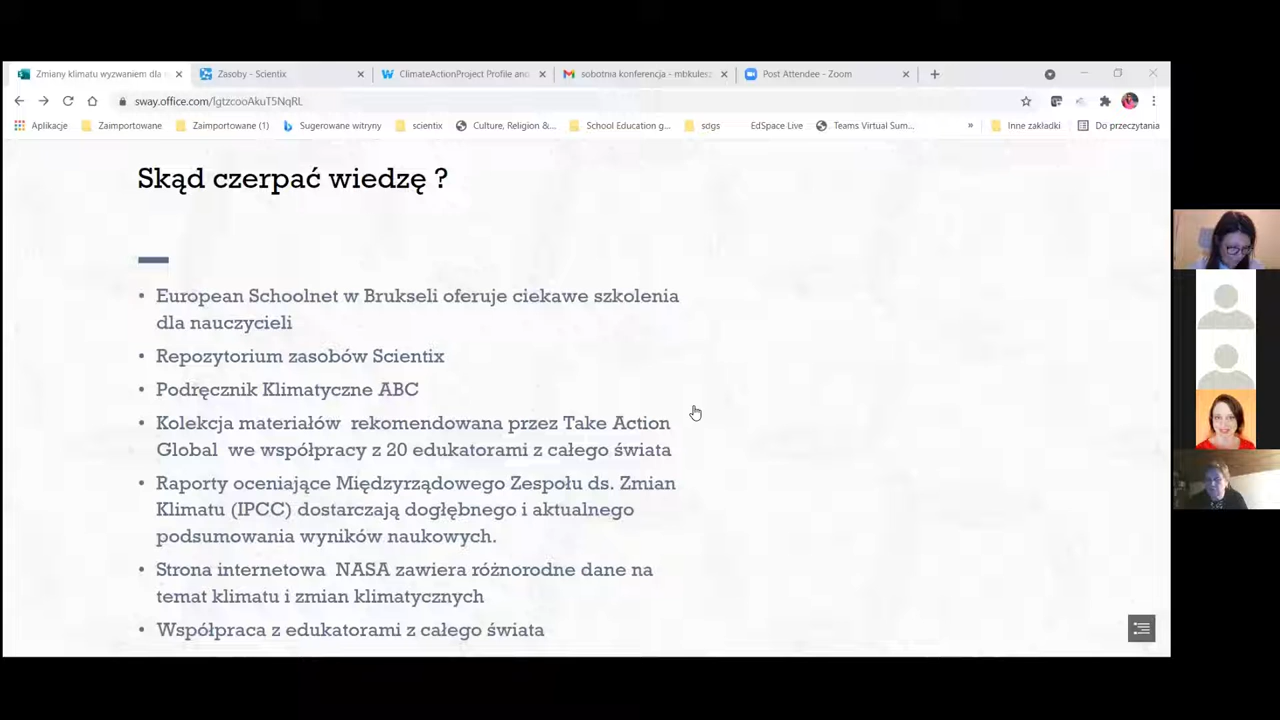 Zmiany klimatu wyzwaniem dla
Zasoby - Scientix
ClimateActionProject Profile and
sobotnia konferencja - mbkulesz
Post Attendee - Zoom
sway.office.com/lgtzcooAkuT5NqRL
Aplikacje
Zaimportowane
Zaimportowane (1)
Sugerowane witryny
scientix
Culture, Religion &...
School Education g...
sdgs
EdSpace Live
Teams Virtual Sum...
»
Inne zakładki
Do przeczytania
Skąd czerpać wiedzę ?
• European Schoolnet w Brukseli oferuje ciekawe szkolenia
dla nauczycieli
• Repozytorium zasobów Scientix
• Podręcznik Klimatyczne ABC
• Kolekcja materiałów rekomendowana przez Take Action
Global we współpracy z 20 edukatorami z całego świata
• Raporty oceniające Międzyrządowego Zespołu ds. Zmian
Klimatu (IPCC) dostarczają dogłębnego i aktualnego
podsumowania wyników naukowych.
• Strona internetowa NASA zawiera różnorodne dane na
temat klimatu i zmian klimatycznych
• Współpraca z edukatorami z całego świata